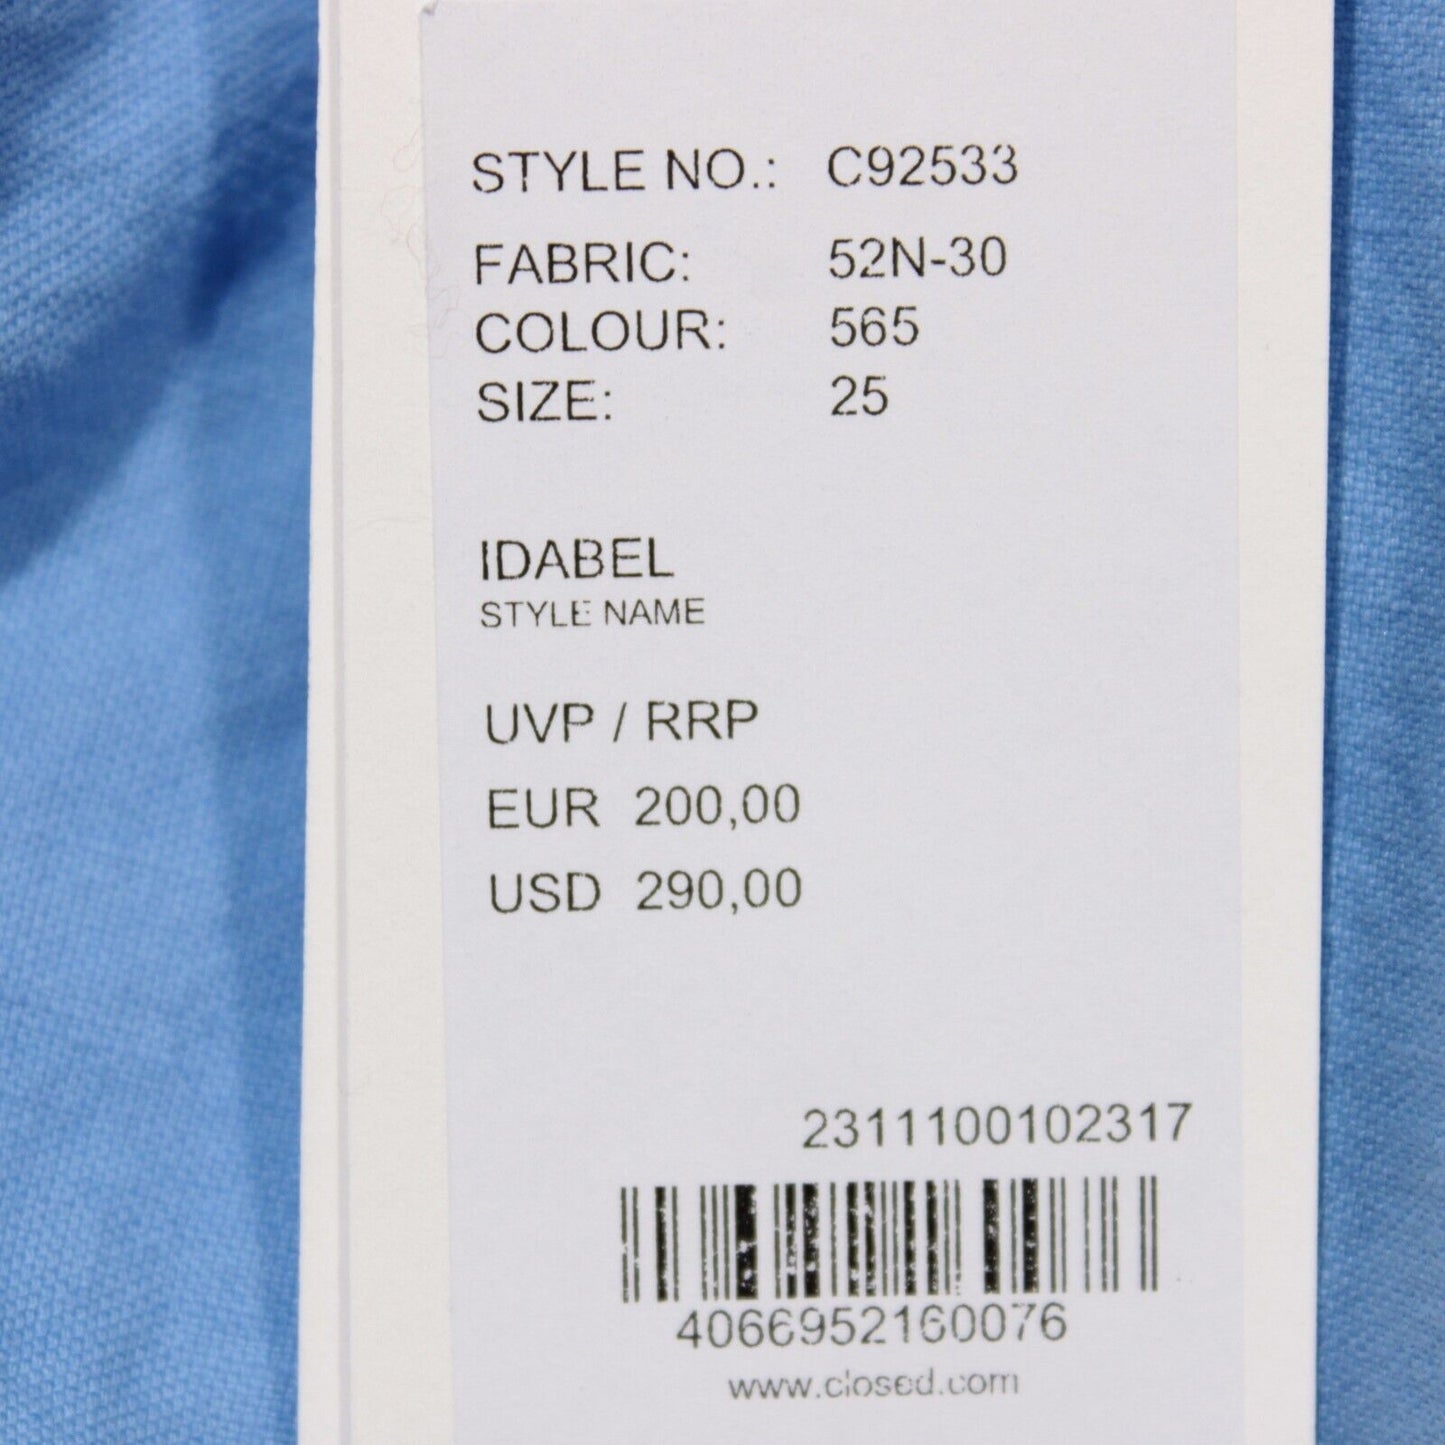 STYLE NO.: C92533
FABRIC: 52N-30
COLOUR: 565
SIZE: 25
IDABEL
STYLE NAME
UVP / RRP
EUR 200,00
USD 290,00
2311100102317
4066952160076
www.closed.com